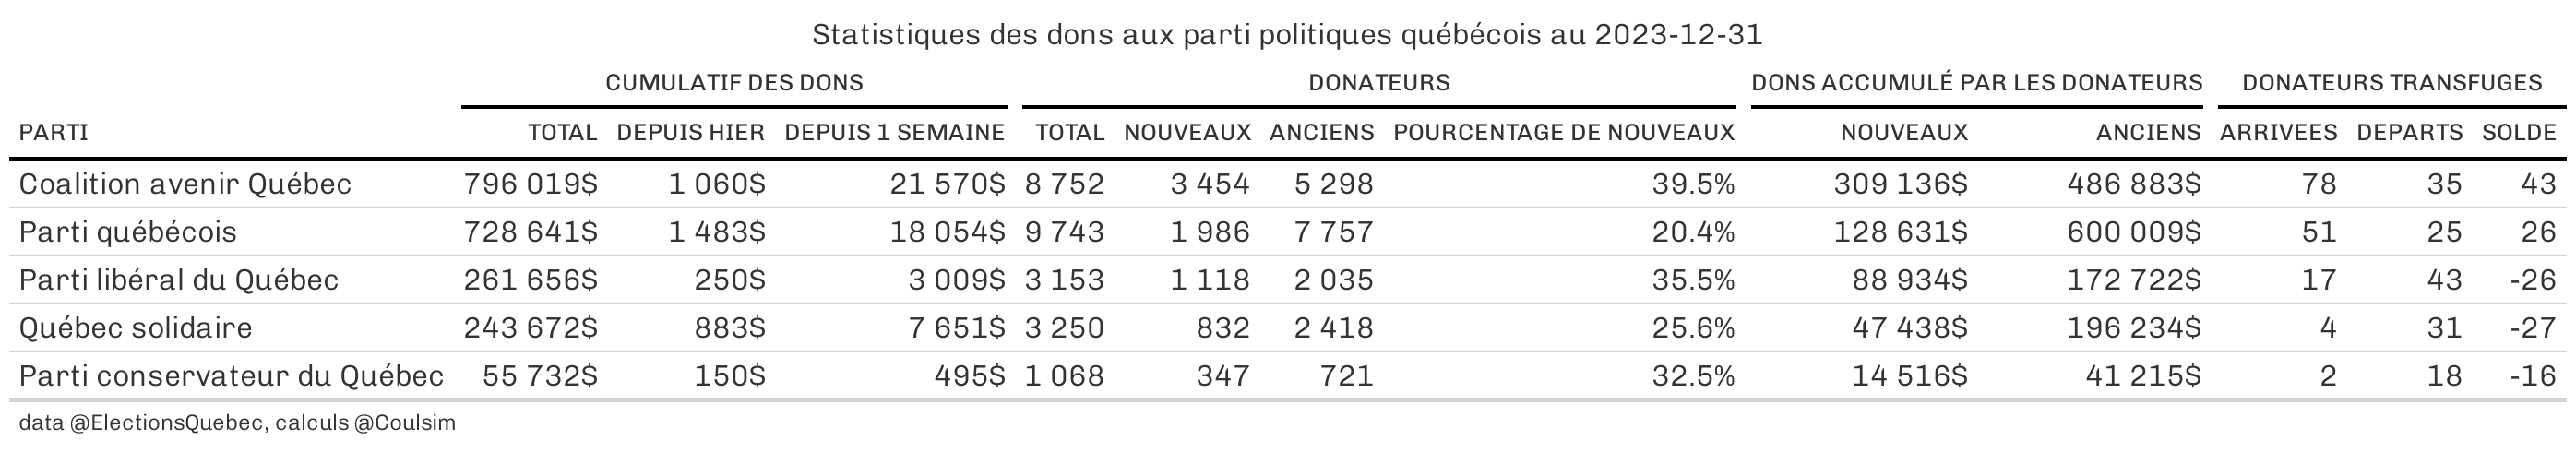 Statistiques des dons aux parti politiques québécois au 2023-12-31
CUMULATIF DES DONS DONATEURS DONS ACCUMULÉ PAR LES DONATEURS DONATEURS TRANSFUGES
PARTI TOTAL DEPUIS HIER DEPUIS 1 SEMAINE TOTAL NOUVEAUX ANCIENS POURCENTAGE DE NOUVEAUX NOUVEAUX ANCIENS ARRIVEES DEPARTS SOLDE
Coalition avenir Québec 796 019$ 1 060$ 21 570$ 8 752 3 454 5 298 39.5% 309 136$ 486 883$ 78 35 43
Parti québécois 728 641$ 1 483$ 18 054$ 9 743 1 986 7 757 20.4% 128 631$ 600 009$ 51 25 26
Parti libéral du Québec 261 656$ 250$ 3 009$ 3 153 1 118 2 035 35.5% 88 934$ 172 722$ 17 43 -26
Québec solidaire 243 672$ 883$ 7 651$ 3 250 832 2 418 25.6% 47 438$ 196 234$ 4 31 -27
Parti conservateur du Québec 55 732$ 150$ 495$ 1 068 347 721 32.5% 14 516$ 41 215$ 2 18 -16
data @ElectionsQuebec, calculs @Coulsim